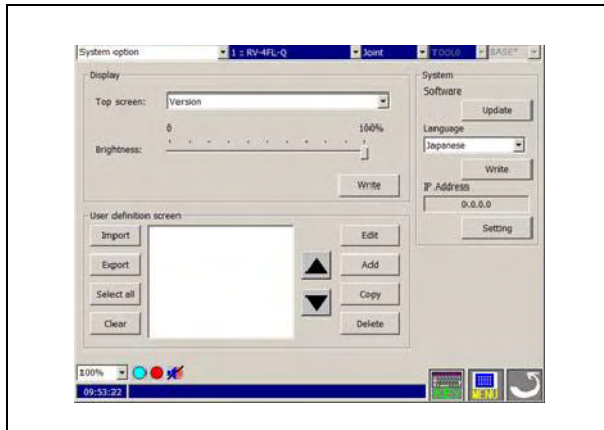 System option 1 : RV-4FL-Q Joint TOOL0 BASE*
Display
Top screen: Version
0 100%
Brightness:
Write
User definition screen
Import Edit
Export Add
Select all Copy
Clear Delete
System
Software
Update
Language
Japanese
Write
IP Address
0.0.0.0
Setting
100%
09:53:22
MENU